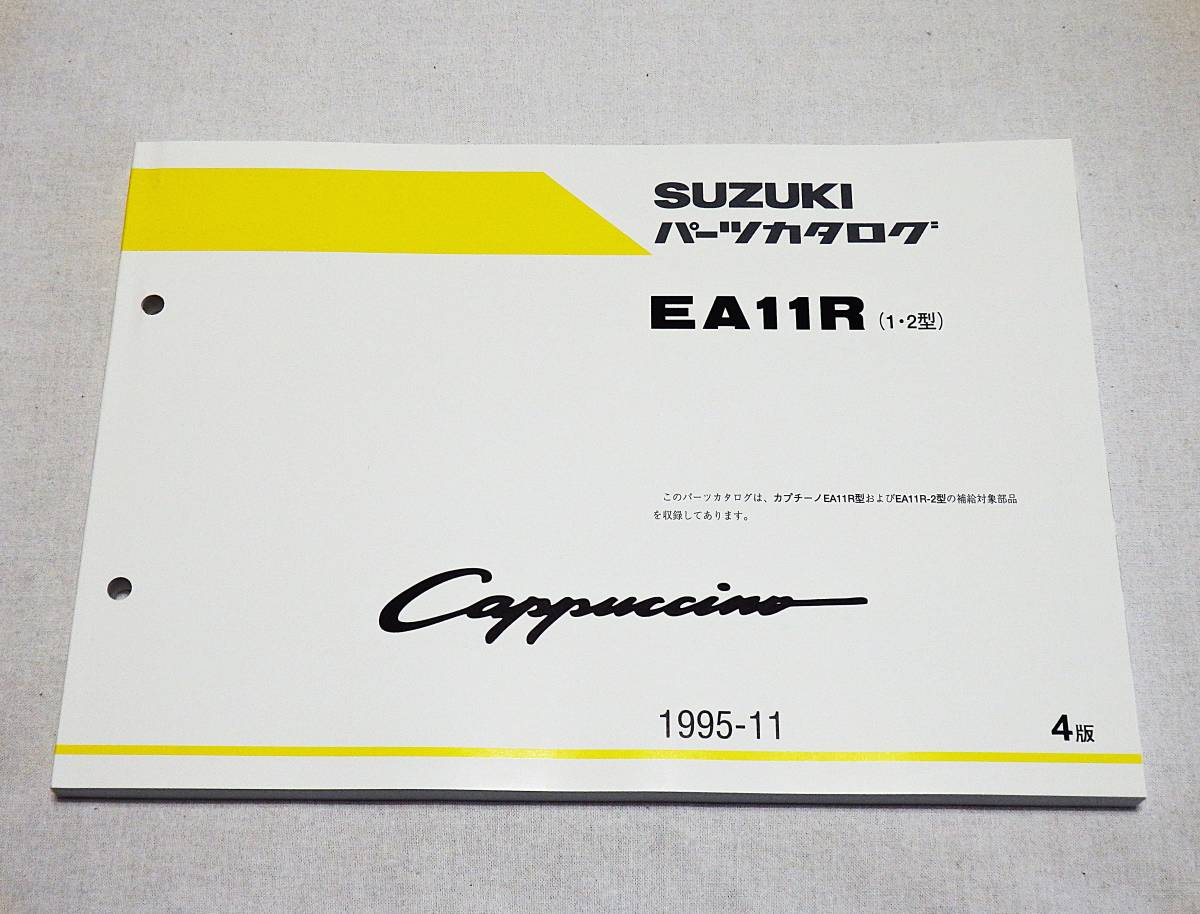 SUZUKI
パーツカタログ
EA11R (1・2型)
このパーツカタログは、カプチーノEA11R型およびEA11R-2型の補給対象部品
を収録してあります。
Cappuccino
1995-11
4版